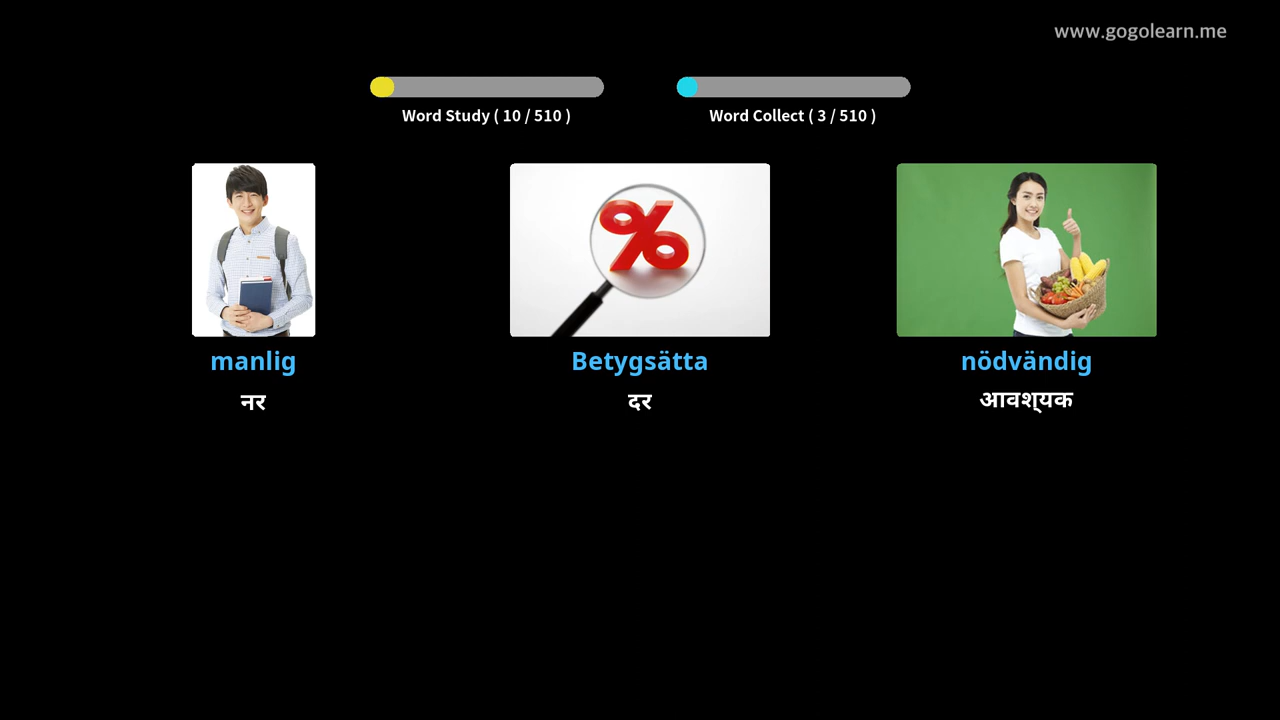 www.gogolearn.me
Word Study ( 10 / 510 )
Word Collect ( 3 / 510 )
%
manlig
Betygsätta
nödvändig
नर
दर
आवश्यक